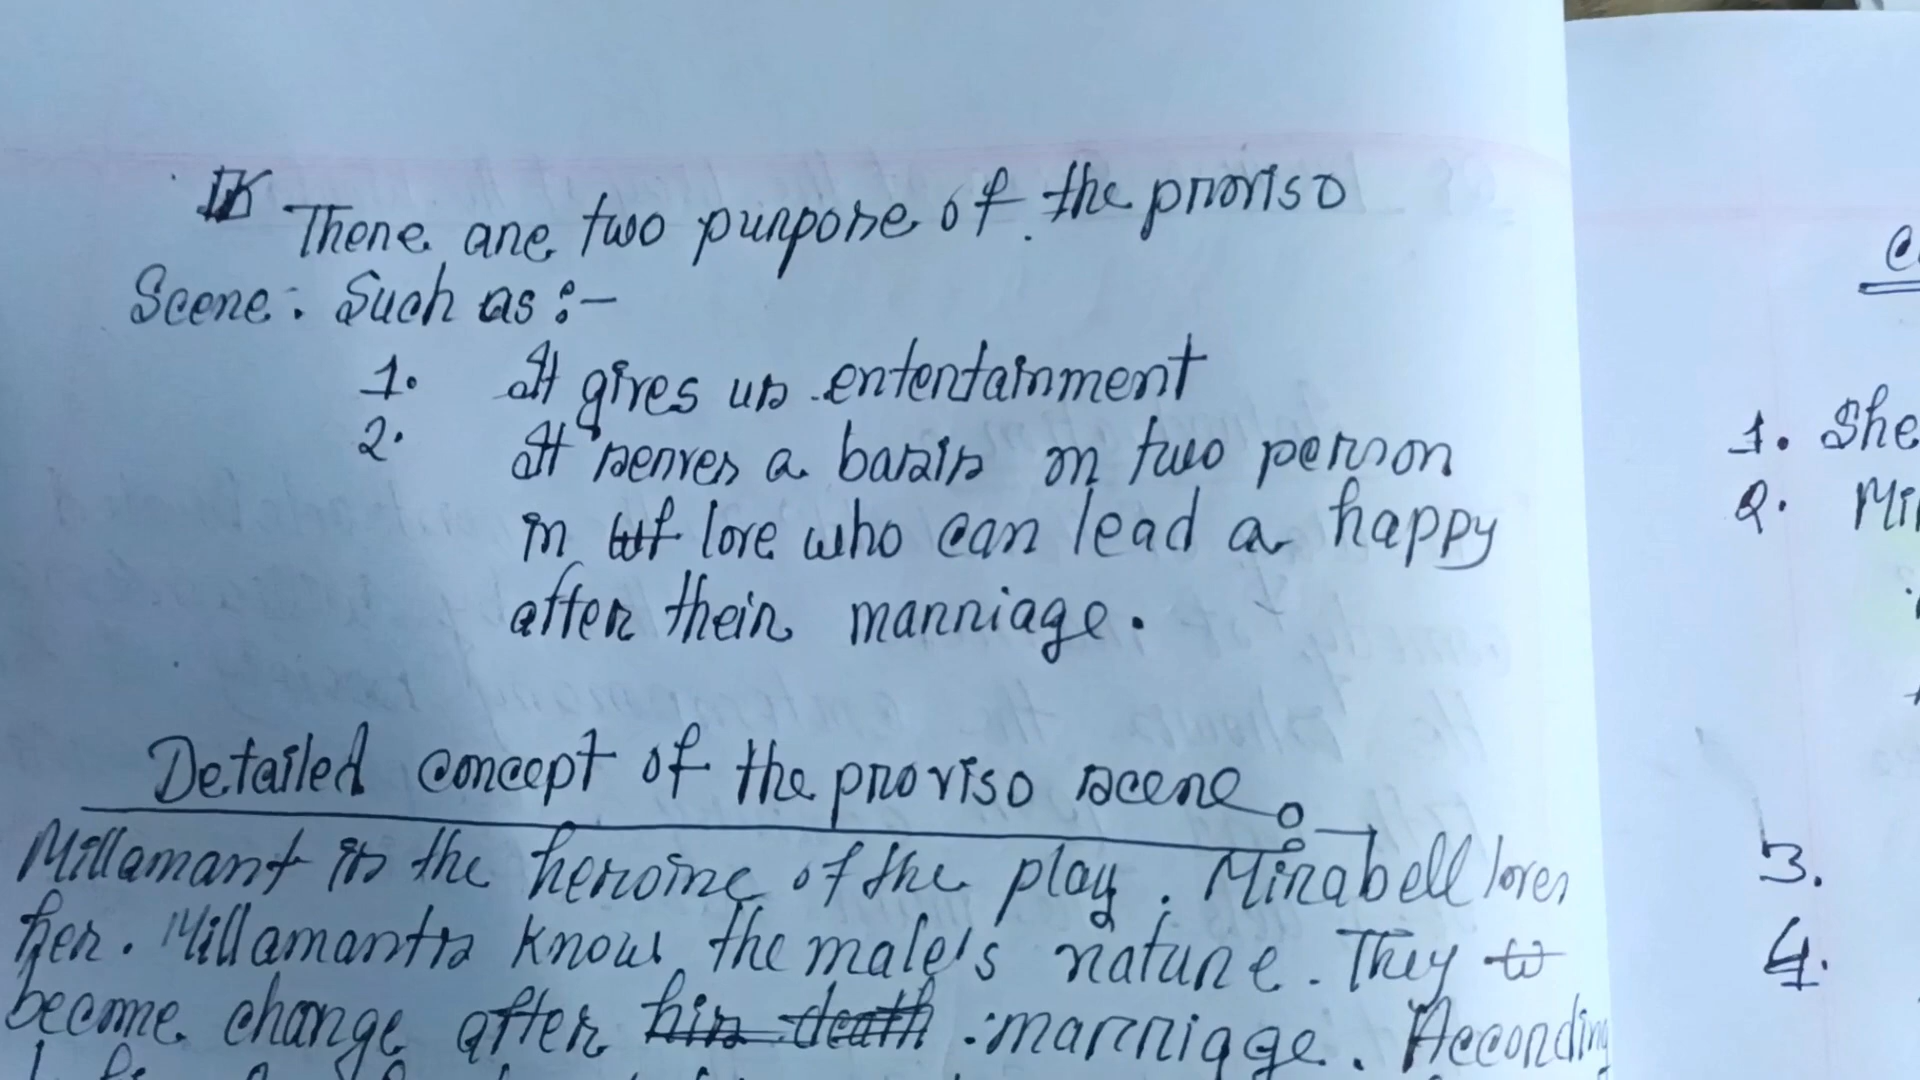 There are two purpose of the proviso
Scene. Such as :-
1. It gives us entertainment
2. It serves a basis on two person
in love who can lead a happy
after their marriage.
Detailed concept of the proviso scene :→
Millamant is the heroine of the play. Mirabell loves
her. Millamants know the male's nature. They
become change after his death marriage. According
1. She
2. Mi
3.
4.